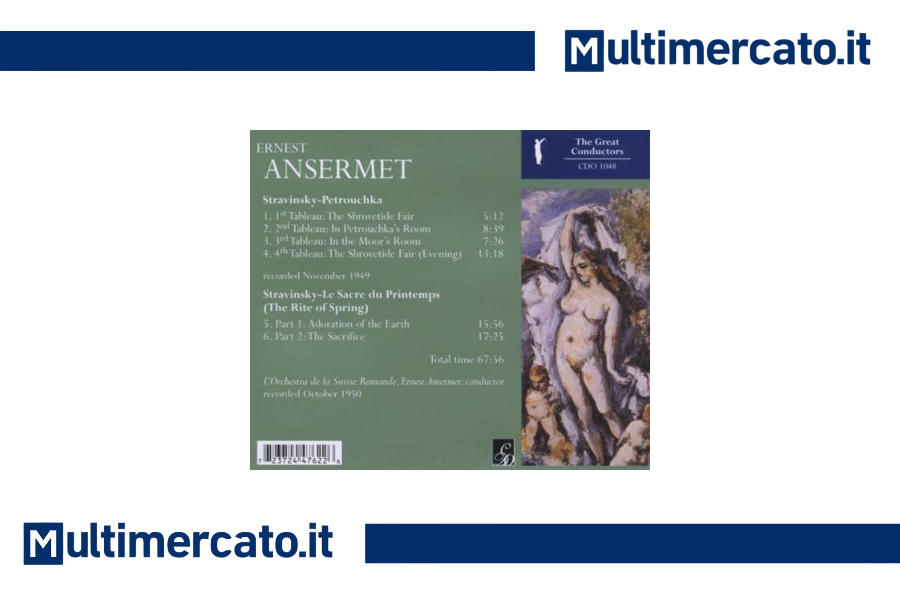 Multimercato.it
ERNEST
ANSERMET
The Great
Conductors
CDO 1048
Stravinsky-Petrouchka
1. 1st Tableau: The Shrovetide Fair 5:12
2. 2nd Tableau: In Petrouchka's Room 8:39
3. 3rd Tableau: In the Moor's Room 7:26
4. 4th Tableau: The Shrovetide Fair (Evening) 13:18
recorded November 1949
Stravinsky-Le Sacre du Printemps
(The Rite of Spring)
5. Part 1: Adoration of the Earth 15:56
6. Part 2: The Sacrifice 17:25
Total time 67:56
l'Orchestra de la Suisse Romande, Ernest Ansermet: conductor
recorded October 1950
7 23724 47622 6
Multimercato.it